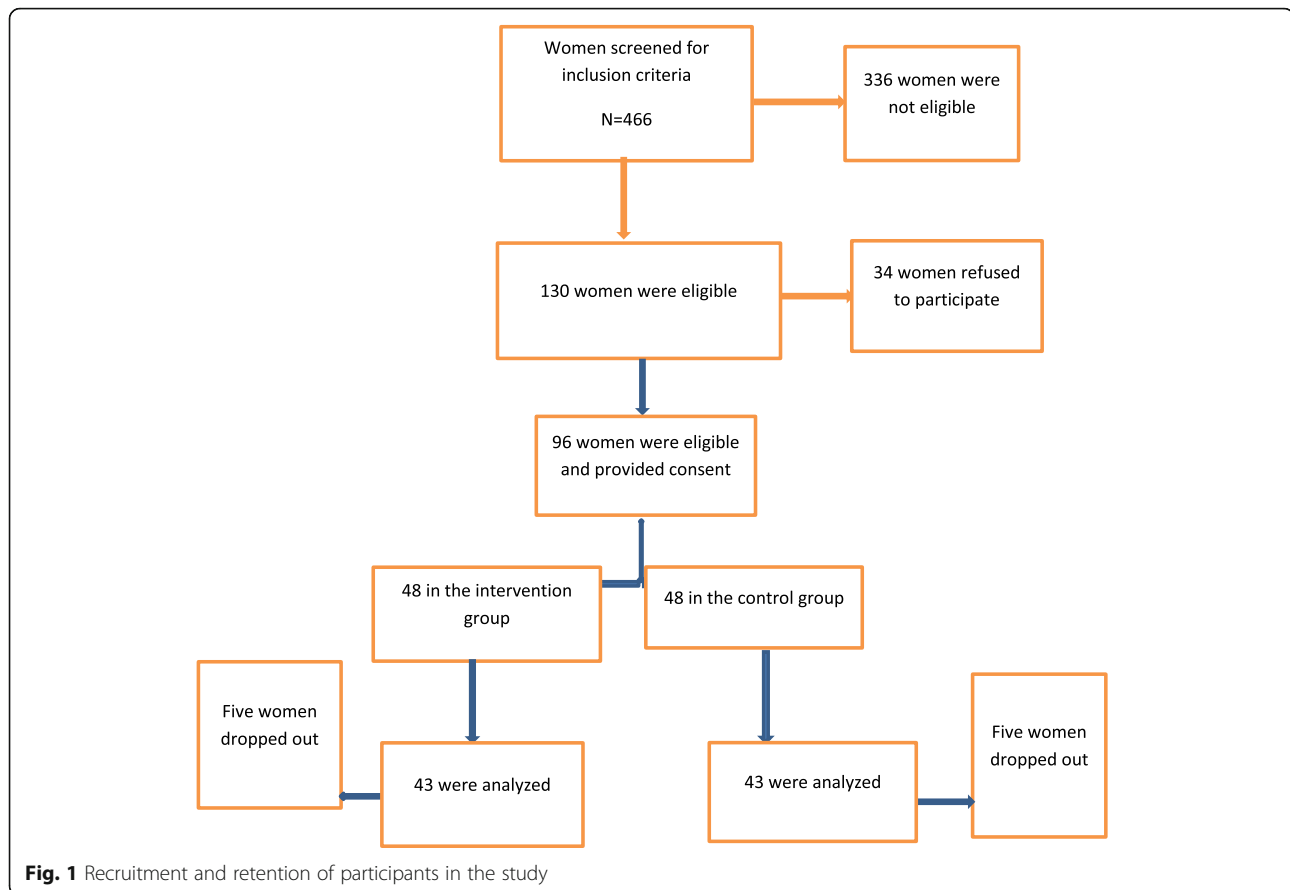 Women screened for
inclusion criteria
N=466
336 women were
not eligible
130 women were eligible
34 women refused
to participate
96 women were eligible
and provided consent
48 in the intervention
group
48 in the control group
Five women
dropped out
43 were analyzed
43 were analyzed
Five women
dropped out
Fig. 1 Recruitment and retention of participants in the study